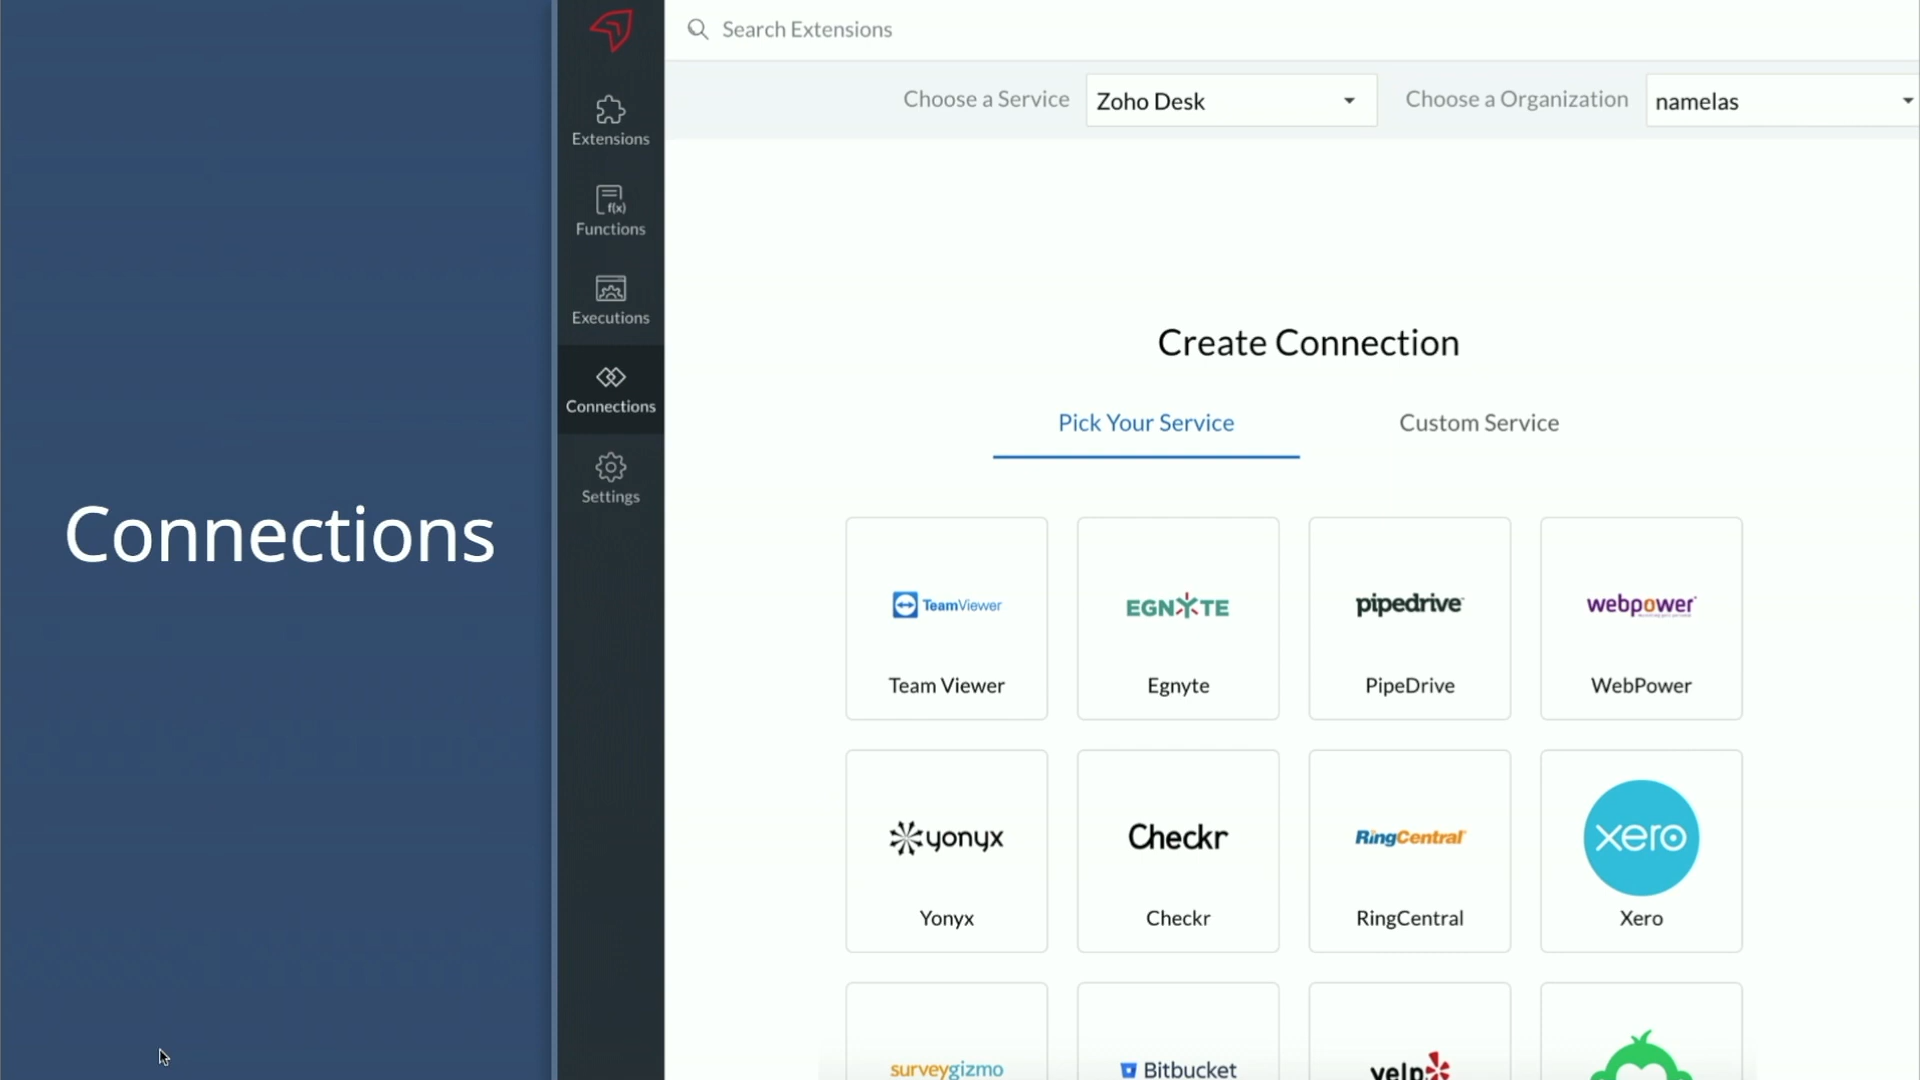 Connections
Extensions
Functions
Executions
Connections
Settings
Search Extensions
Choose a Service
Zoho Desk
Choose a Organization
namelas
Create Connection
Pick Your Service
Custom Service
TeamViewer
Team Viewer
EGNYTE
Egnyte
pipedrive
PipeDrive
webpower
WebPower
yonyx
Yonyx
Checkr
Checkr
RingCentral
RingCentral
xero
Xero
surveygizmo
Bitbucket
yelp